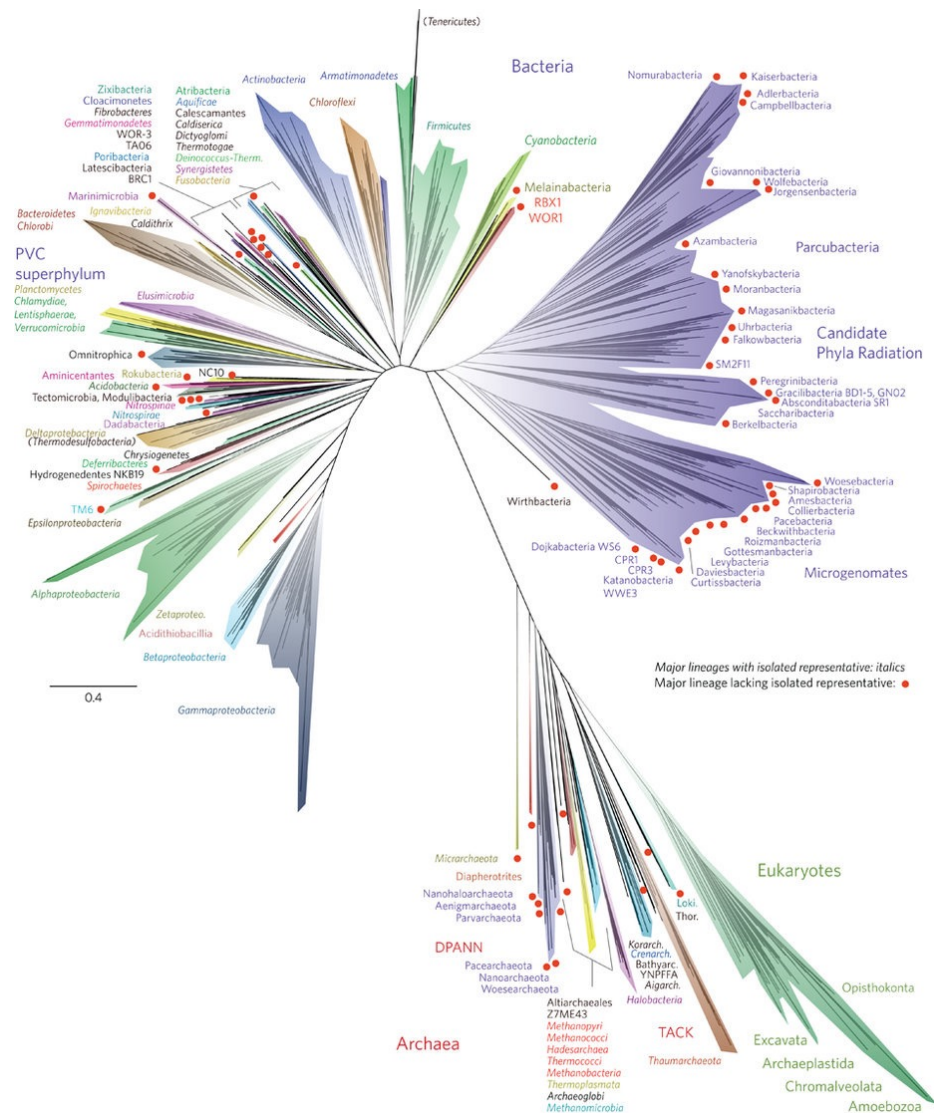 (Tenericutes)
Bacteria
Nomurabacteria
Kaiserbacteria
Adlerbacteria
Campbellbacteria
Actinobacteria
Armatimonadetes
Zixibacteria
Cloacimonetes
Fibrobacteres
Gemmatimonadetes
WOR-3
TA06
Poribacteria
Latescibacteria
BRC1
Atribacteria
Aquificae
Calescamantes
Caldiserica
Dictyoglomi
Thermotogae
Deinococcus-Therm.
Synergistetes
Fusobacteria
Chloroflexi
Firmicutes
Cyanobacteria
Giovannonibacteria
Wolfebacteria
Jorgensenbacteria
Melainabacteria
RBX1
WOR1
Marinimicrobia
Bacteroidetes
Chlorobi
Ignavibacteria
Caldithrix
Azambacteria
Parcubacteria
PVC
superphylum
Planctomycetes
Chlamydiae,
Lentisphaerae,
Verrucomicrobia
Yanofskybacteria
Moranbacteria
Elusimicrobia
Magasanikbacteria
Uhrbacteria
Falkowbacteria
Candidate
Phyla Radiation
SM2F11
Omnitrophica
Aminicentantes
Rokubacteria
NC10
Acidobacteria
Tectomicrobia, Modulibacteria
Nitrospinae
Nitrospirae
Dadabacteria
Peregrinibacteria
Gracilibacteria BD1-5, GN02
Absconditabacteria SR1
Saccharibacteria
Berkelbacteria
Deltaprotebacteria
(Thermodesulfobacteria)
Chrysiogenetes
Deferribacteres
Hydrogenedentes NKB19
Spirochaetes
TM6
Epsilonproteobacteria
Wirthbacteria
Woesebacteria
Shapirobacteria
Amesbacteria
Collierbacteria
Pacebacteria
Beckwithbacteria
Roizmanbacteria
Gottesmanbacteria
Levybacteria
Daviesbacteria
Curtissbacteria
Dojkabacteria WS6
CPR1
CPR3
Katanobacteria
WWE3
Microgenomates
Alphaproteobacteria
Zetaproteo.
Acidithiobacillia
Betaproteobacteria
Gammaproteobacteria
0.4
Major lineages with isolated representative: italics
Major lineage lacking isolated representative:
Micrarchaeota
Diapherotrites
Nanohaloarchaeota
Aenigmarchaeota
Parvarchaeota
DPANN
Pacearchaeota
Nanoarchaeota
Woesearchaeota
Eukaryotes
Loki.
Thor.
Korarch.
Crenarch.
Bathyarc.
YNPFFA
Aigarch.
Halobacteria
Altiarchaeales
Z7ME43
Methanopyri
Methanococci
Hadesarchaea
Thermococci
Methanobacteria
Thermoplasmata
Archaeoglobi
Methanomicrobia
Archaea
TACK
Thaumarchaeota
Opisthokonta
Excavata
Archaeplastida
Chromalveolata
Amoebozoa